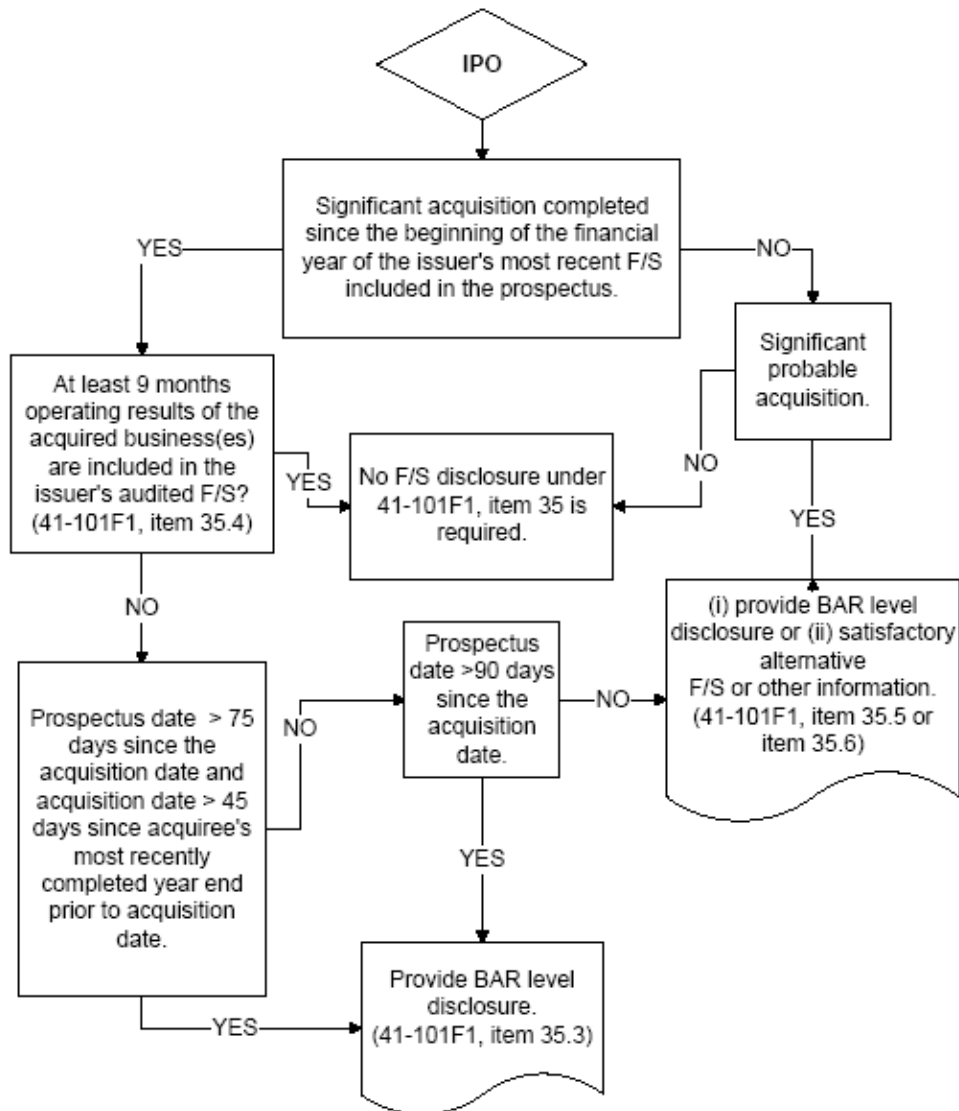 IPO
Significant acquisition completed
since the beginning of the financial
year of the issuer's most recent F/S
included in the prospectus.
YES
NO
At least 9 months
operating results of the
acquired business(es)
are included in the
issuer's audited F/S?
(41-101F1, item 35.4)
Significant
probable
acquisition.
YES
No F/S disclosure under
41-101F1, item 35 is
required.
NO
YES
NO
Prospectus date > 75
days since the
acquisition date and
acquisition date > 45
days since acquiree's
most recently
completed year end
prior to acquisition
date.
NO
Prospectus
date >90 days
since the
acquisition
date.
NO
(i) provide BAR level
disclosure or (ii) satisfactory
alternative
F/S or other information.
(41-101F1, item 35.5 or
item 35.6)
YES
YES
Provide BAR level
disclosure.
(41-101F1, item 35.3)